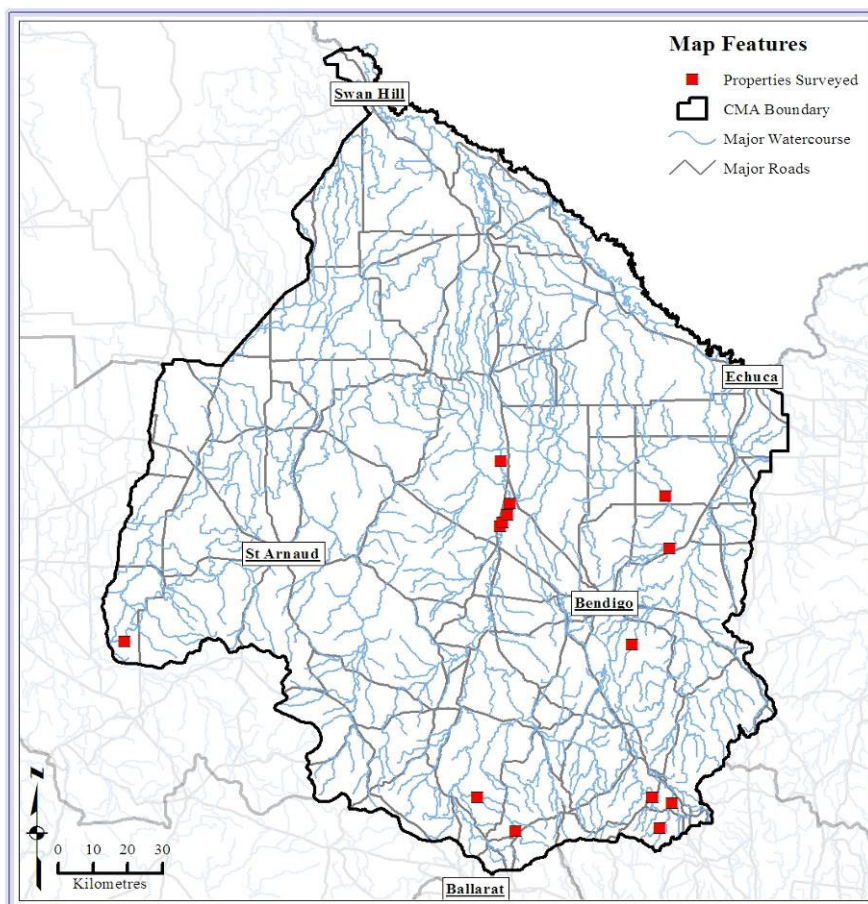 Map Features
Properties Surveyed
CMA Boundary
Major Watercourse
Major Roads
Swan Hill
Echuca
St Arnaud
Bendigo
Ballarat
N
0 10 20 30
Kilometres